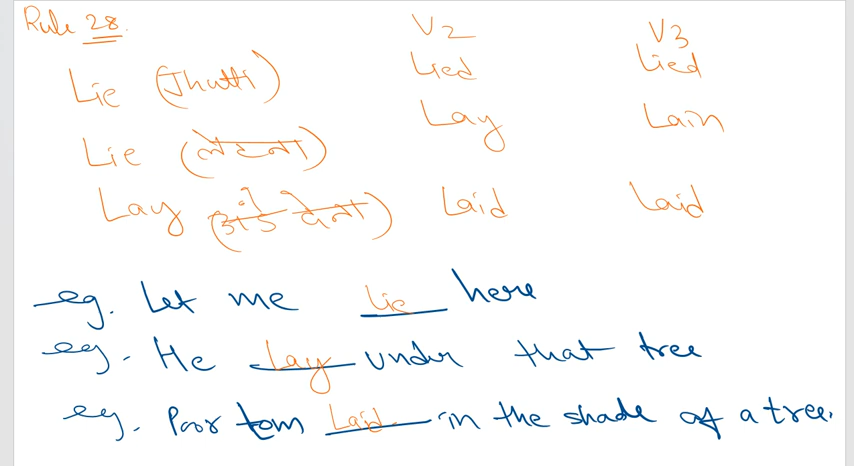 Rule 28. V2 V3
Lie (Jhuth) Lied Lied
Lie (लेटना) Lay Lain
Lay (अंडे देना) Laid Laid
eg. Let me Lie here
eg. He Lay under that tree
eg. Poor tom Laid in the shade of a tree.